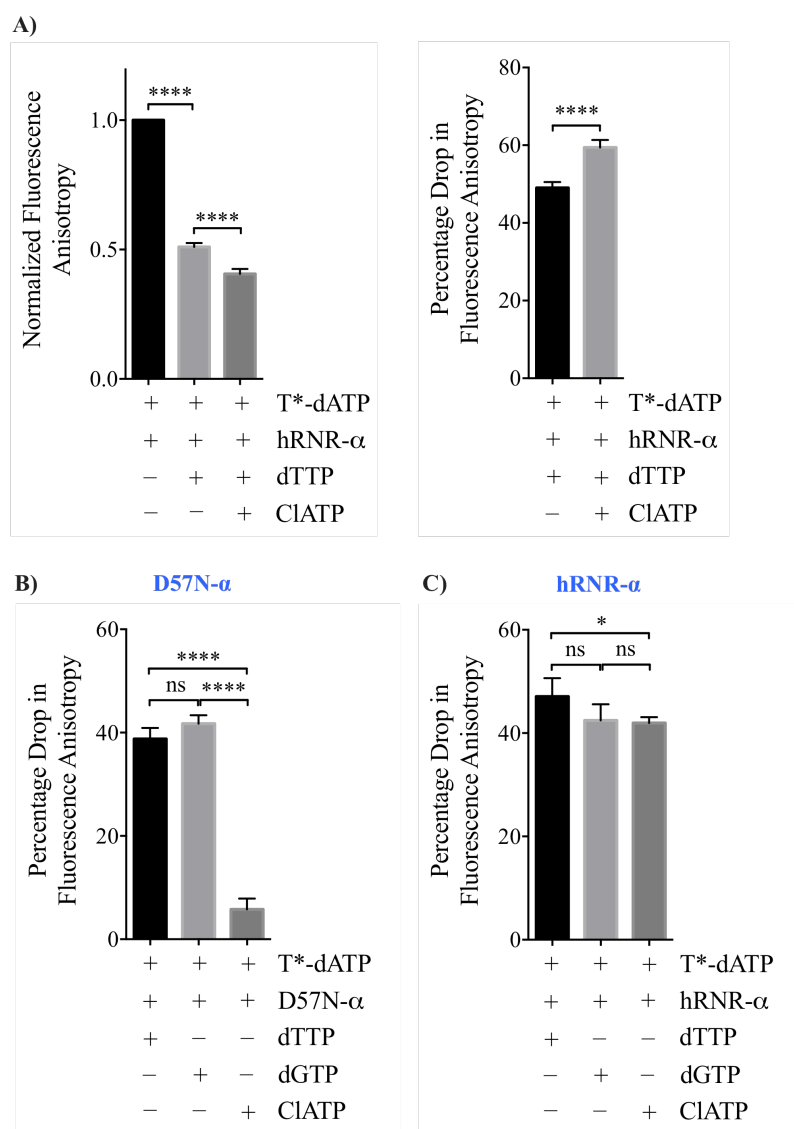 A)
Normalized Fluorescence
Anisotropy
1.0
0.5
0.0
****
****
+ + + T*-dATP
+ + + hRNR-α
– + + dTTP
– – + ClATP
Percentage Drop in
Fluorescence Anisotropy
80
60
40
20
0
****
+ + T*-dATP
+ + hRNR-α
+ + dTTP
– + ClATP
B) D57N-α
Percentage Drop in
Fluorescence Anisotropy
60
40
20
0
****
ns ****
+ + + T*-dATP
+ + + D57N-α
+ – – dTTP
– + – dGTP
– – + ClATP
C) hRNR-α
Percentage Drop in
Fluorescence Anisotropy
60
40
20
0
*
ns ns
+ + + T*-dATP
+ + + hRNR-α
+ – – dTTP
– + – dGTP
– – + ClATP